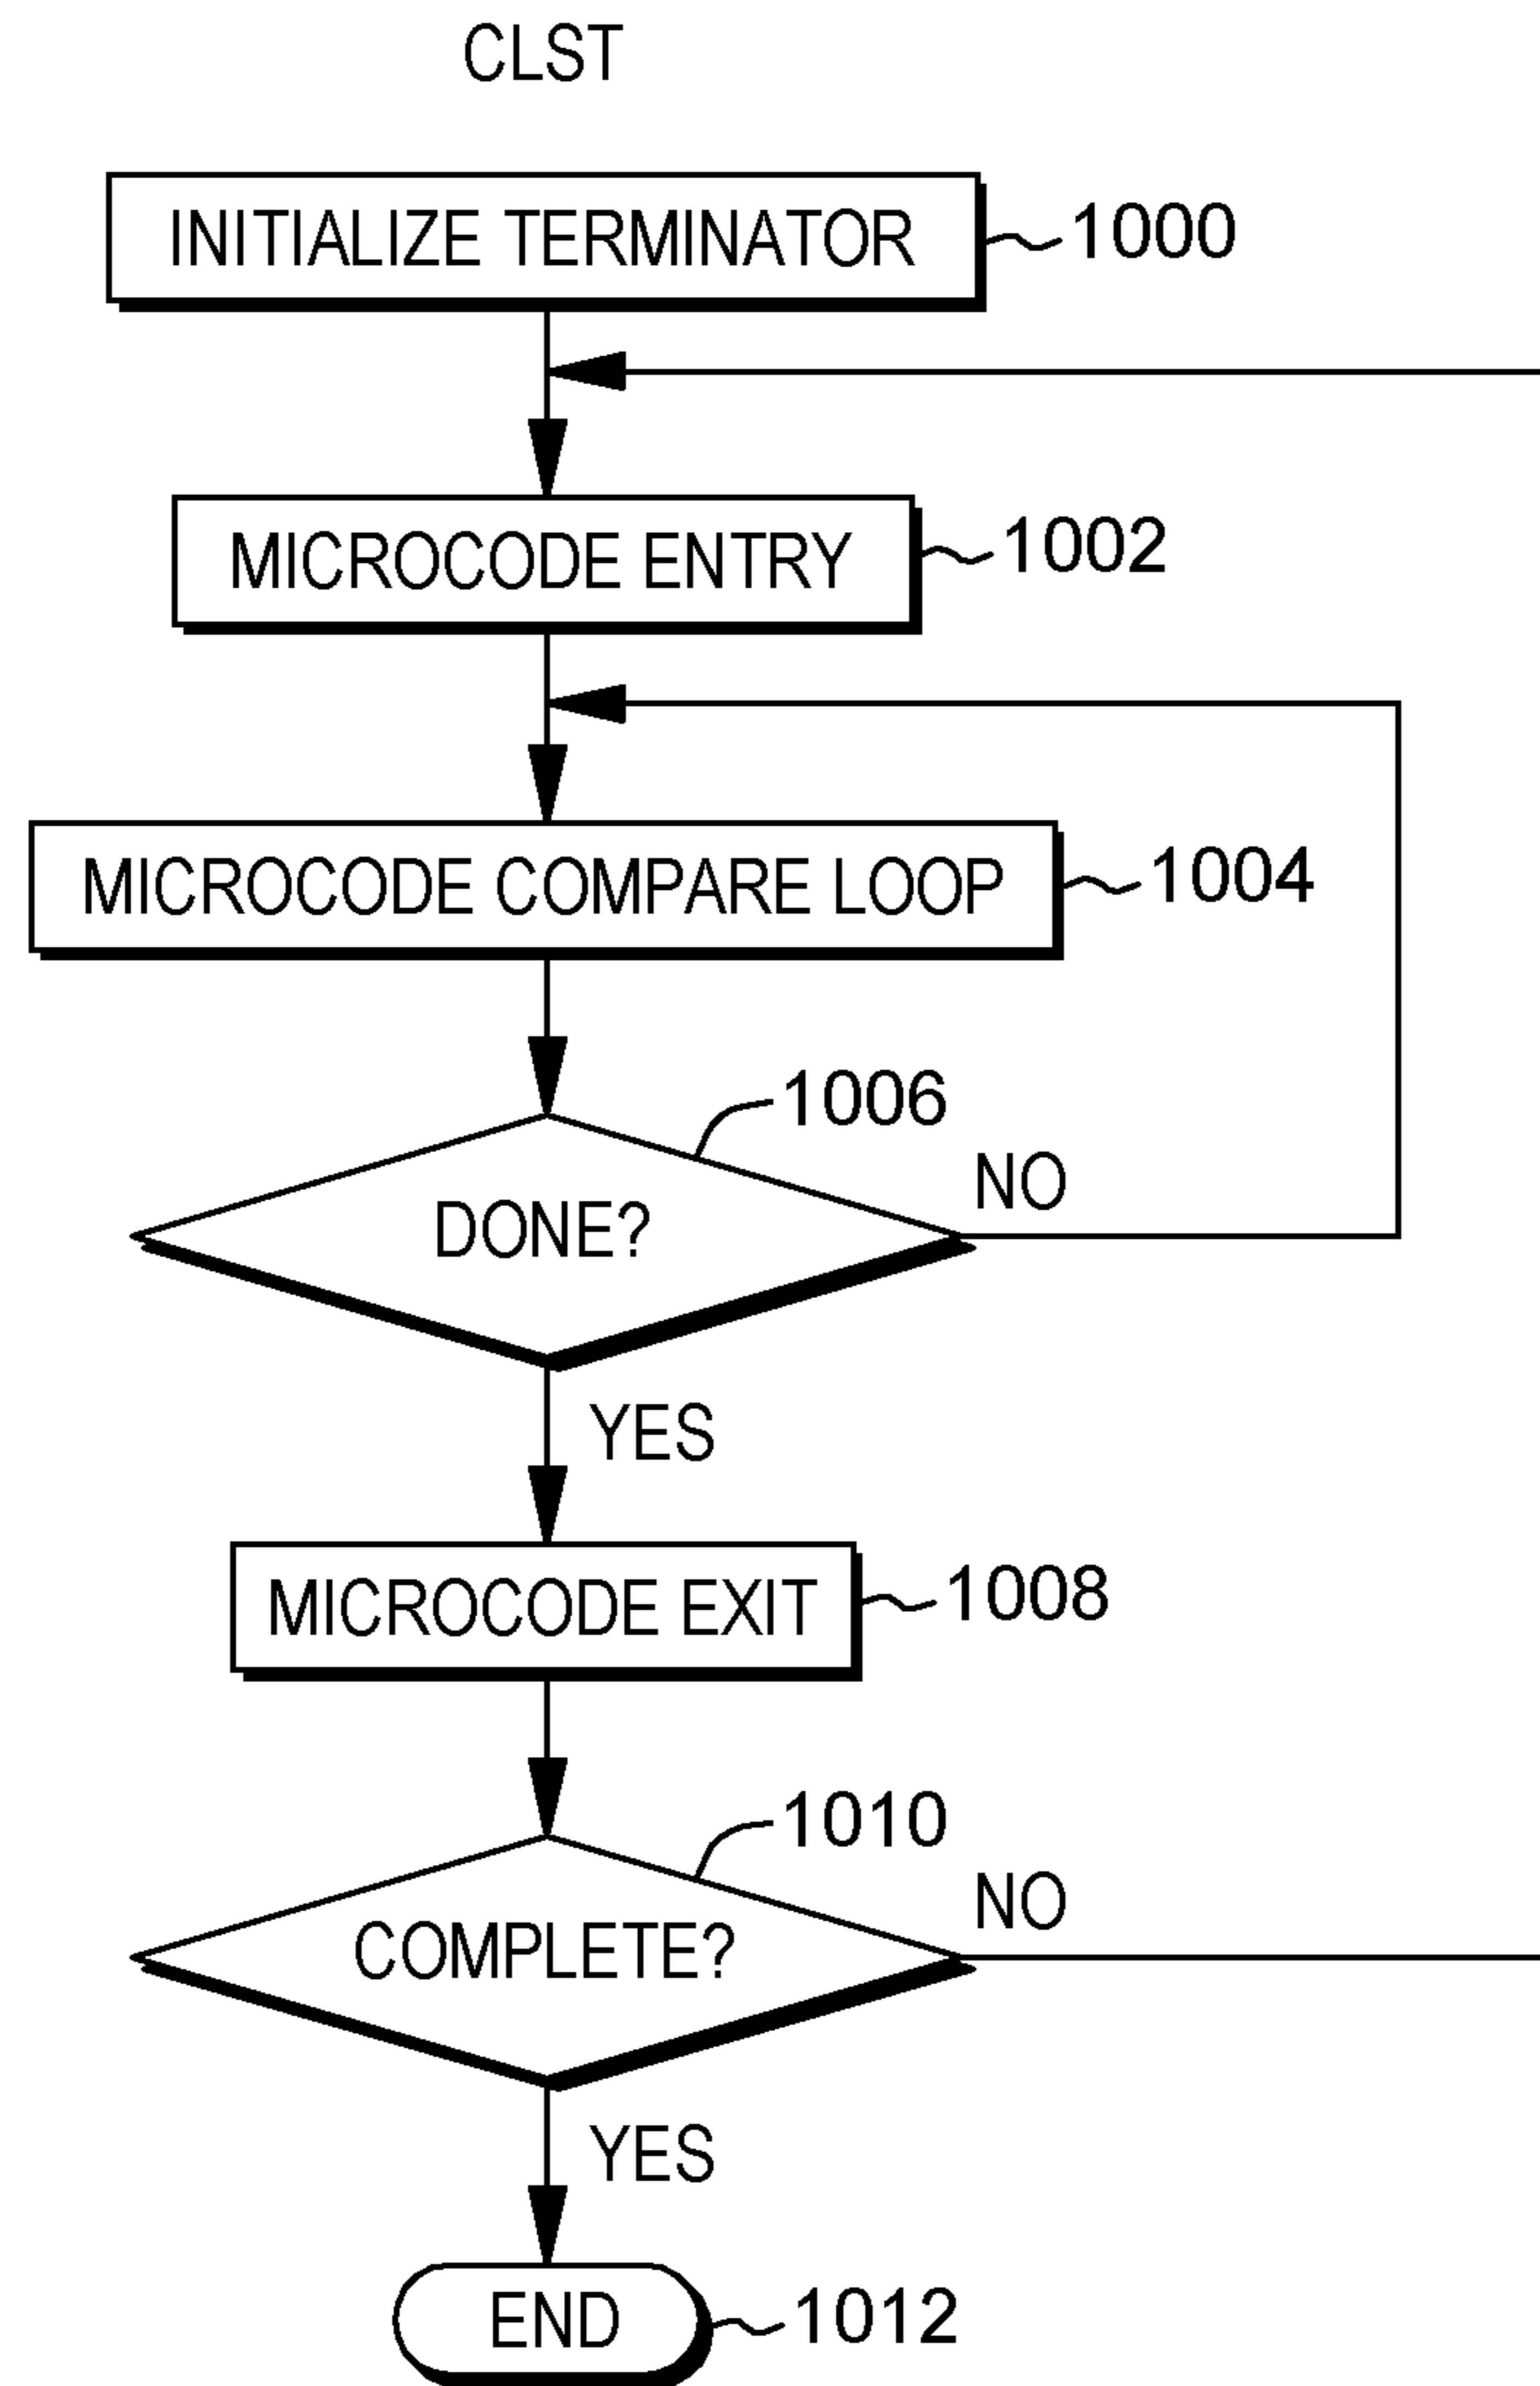 CLST
INITIALIZE TERMINATOR
1000
MICROCODE ENTRY
1002
MICROCODE COMPARE LOOP
1004
1006
DONE?
NO
YES
MICROCODE EXIT
1008
1010
COMPLETE?
NO
YES
END
1012